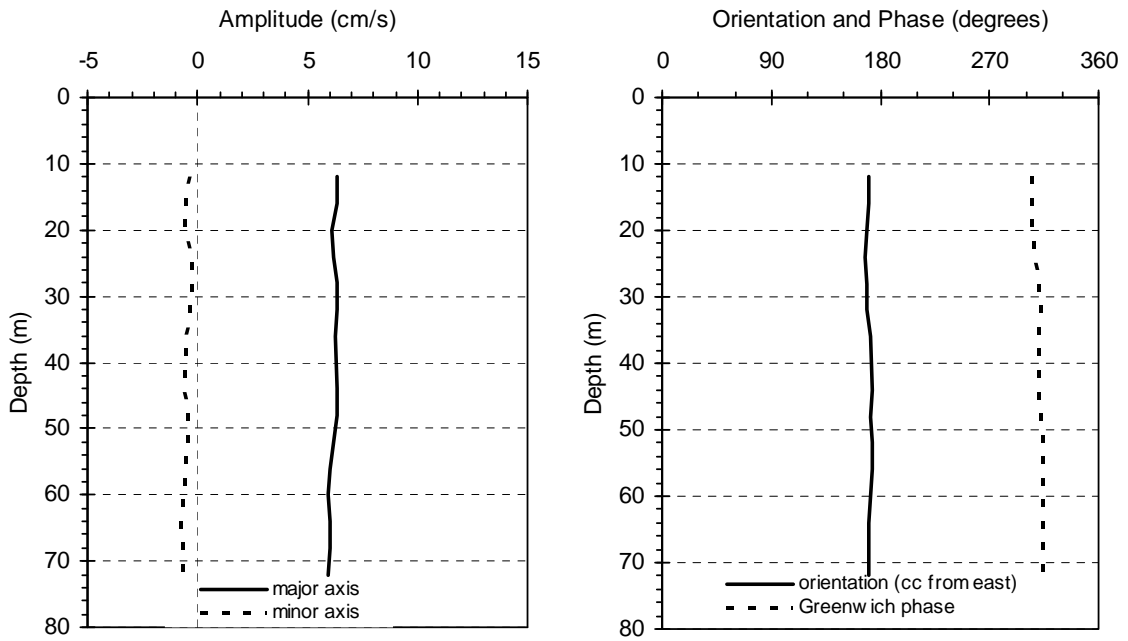 Amplitude (cm/s)
-5 0 5 10 15
0
10
20
30
40
50
60
70
80
Depth (m)
major axis
minor axis
Orientation and Phase (degrees)
0 90 180 270 360
0
10
20
30
40
50
60
70
80
Depth (m)
orientation (cc from east)
Greenwich phase